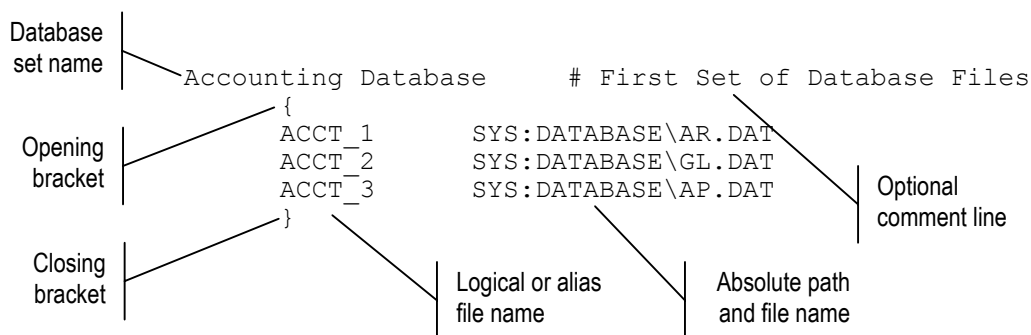 Database
set name
Accounting Database # First Set of Database Files
{
Opening
bracket
ACCT_1 SYS:DATABASE\AR.DAT
ACCT_2 SYS:DATABASE\GL.DAT
ACCT_3 SYS:DATABASE\AP.DAT
}
Optional
comment line
Closing
bracket
Logical or alias
file name
Absolute path
and file name